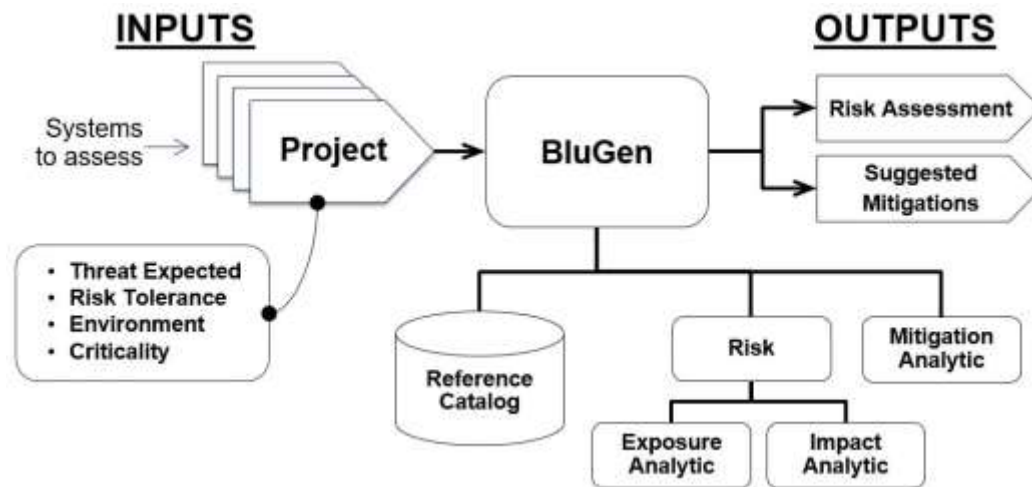 INPUTS
OUTPUTS
Systems
to assess
Project
BluGen
Risk Assessment
Suggested
Mitigations
• Threat Expected
• Risk Tolerance
• Environment
• Criticality
Reference
Catalog
Risk
Mitigation
Analytic
Exposure
Analytic
Impact
Analytic